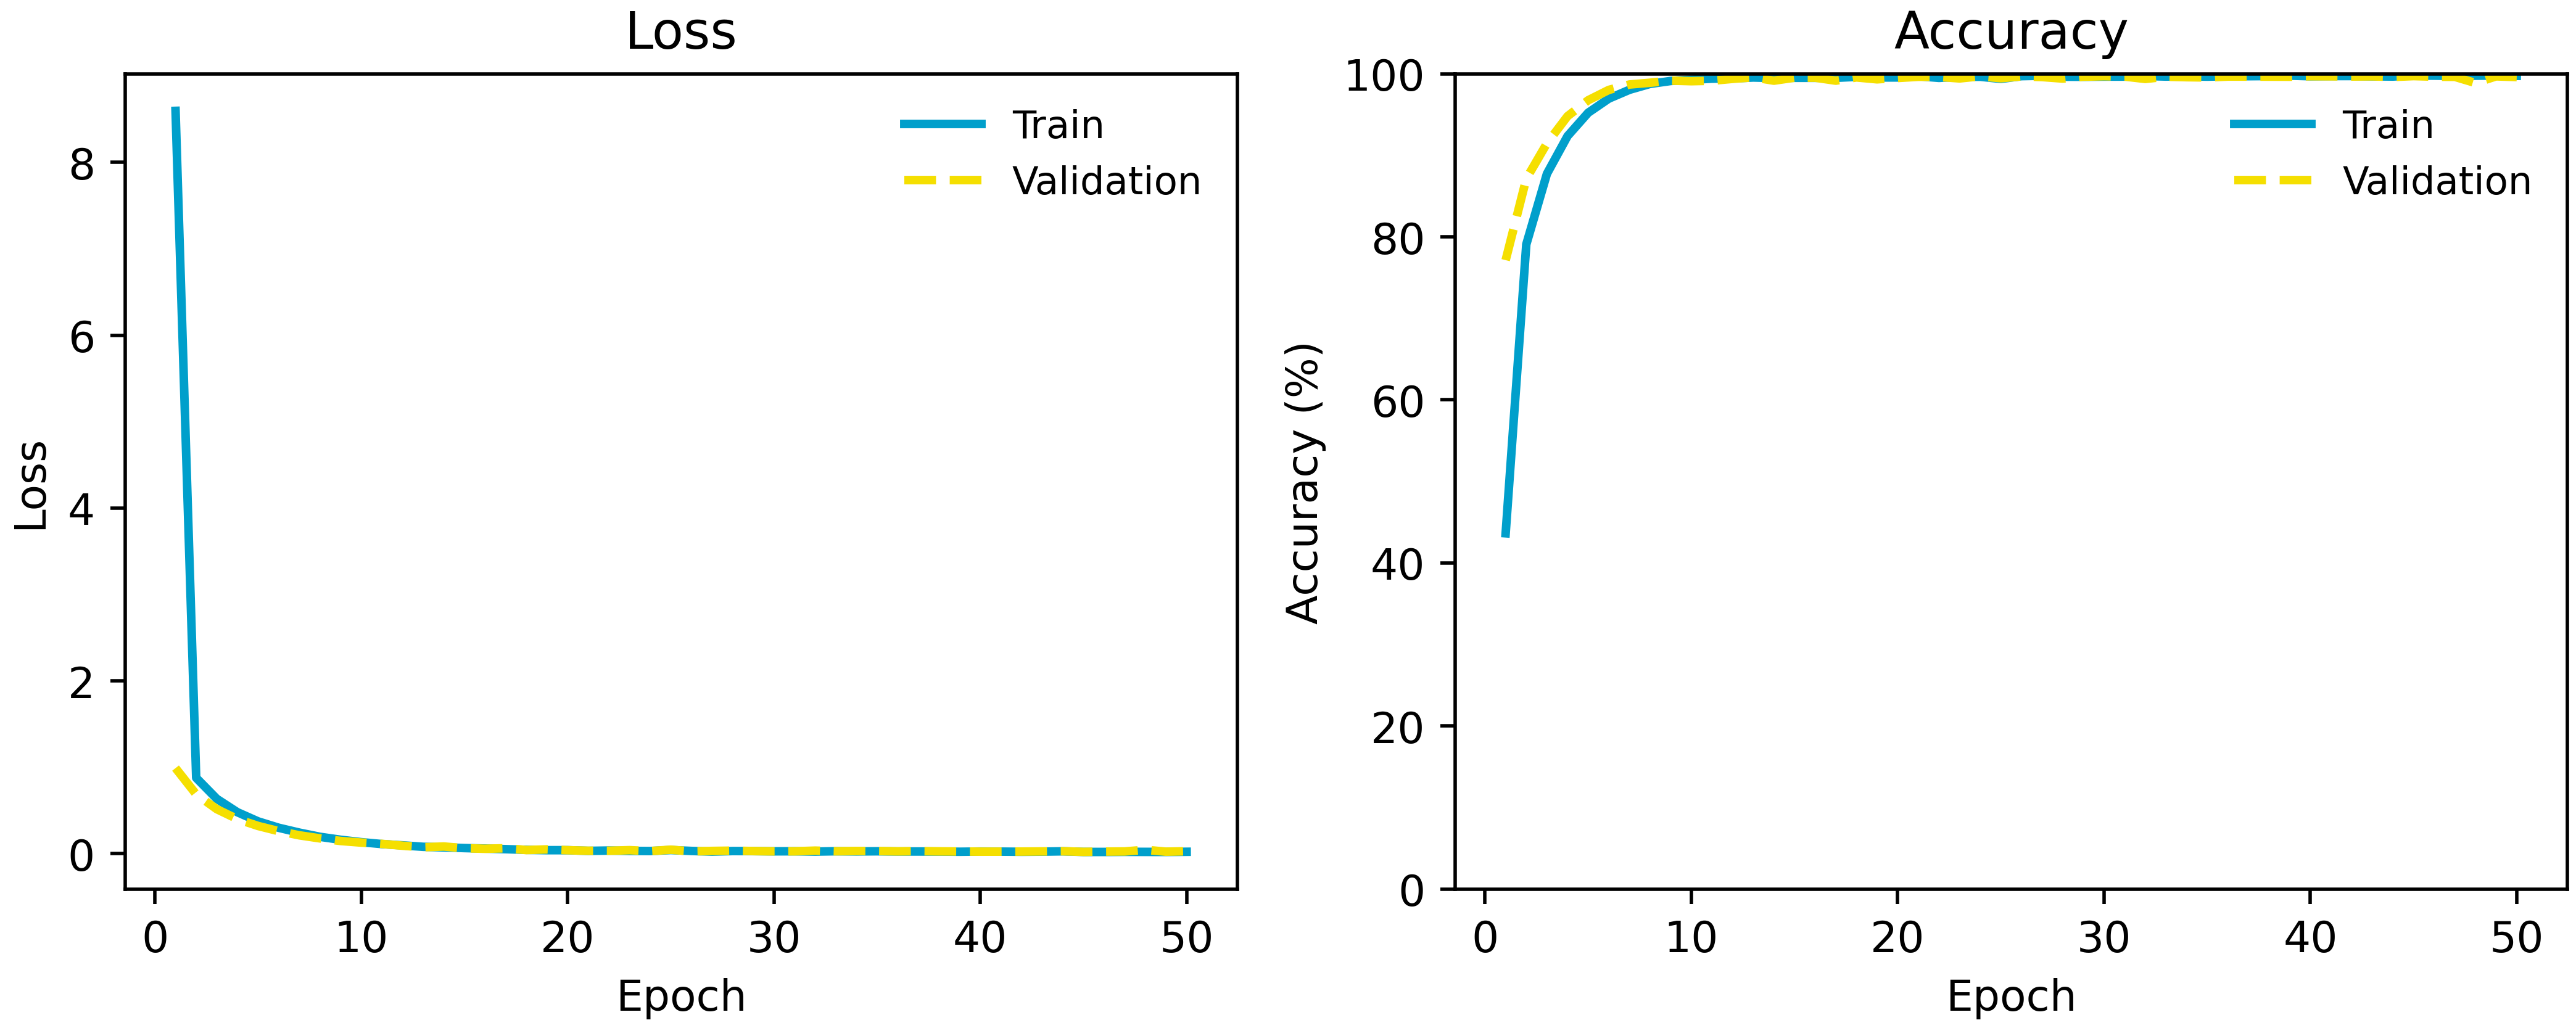 Loss
Loss
8
6
4
2
0
0 10 20 30 40 50
Epoch
Train
Validation
Accuracy
Accuracy (%)
100
80
60
40
20
0
0 10 20 30 40 50
Epoch
Train
Validation